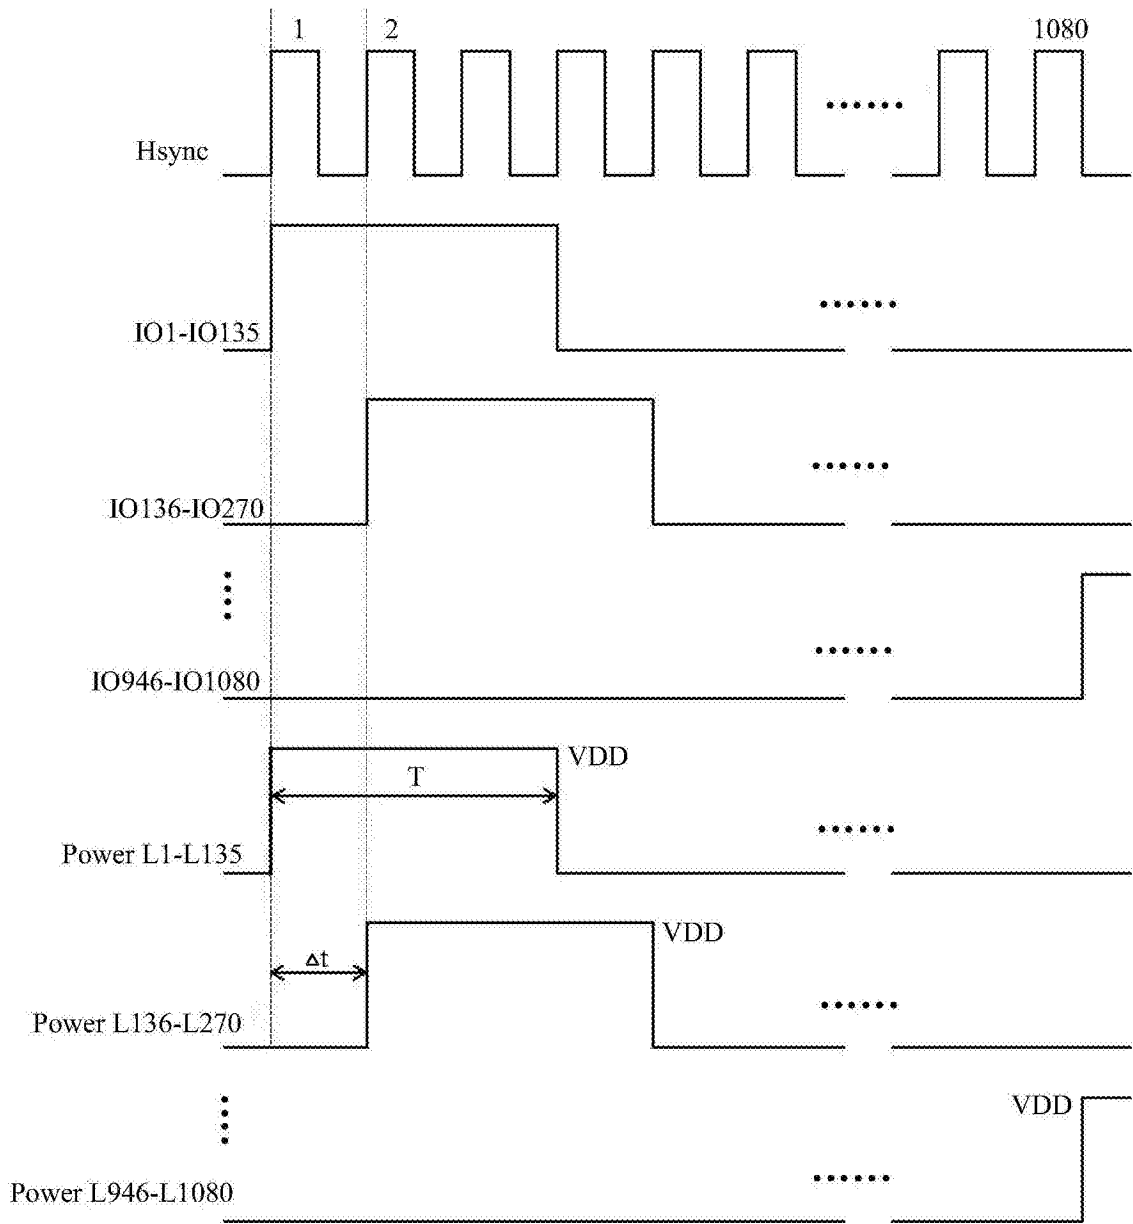 1 2 1080
Hsync
IO1-IO135
IO136-IO270
IO946-IO1080
VDD
T
Power L1-L135
VDD
Δt
Power L136-L270
VDD
Power L946-L1080